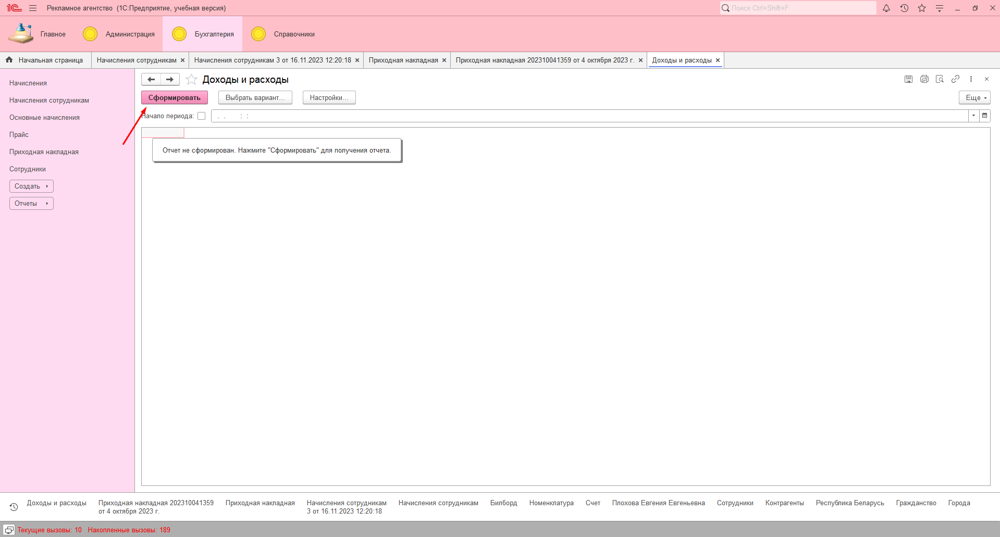 1С Рекламное агентство (1С:Предприятие, учебная версия) Поиск Ctrl+Shift+F
Главное Администрация Бухгалтерия Справочники
Начальная страница Начисления сотрудникам Начисления сотрудникам 3 от 16.11.2023 12:20:18 Приходная накладная Приходная накладная 202310041359 от 4 октября 2023 г. Доходы и расходы
Начисления
Начисления сотрудникам
Основные начисления
Прайс
Приходная накладная
Сотрудники
Создать
Отчеты
Доходы и расходы
Сформировать Выбрать вариант... Настройки... Еще
Начало периода: . . : :
Отчет не сформирован. Нажмите "Сформировать" для получения отчета.
Доходы и расходы Приходная накладная 202310041359 Приходная накладная Начисления сотрудникам Начисления сотрудникам Билборд Номенклатура Счет Плохова Евгения Евгеньевна Сотрудники Контрагенты Республика Беларусь Гражданство Города
от 4 октября 2023 г. 3 от 16.11.2023 12:20:18
Текущие вызовы: 10 Накопленные вызовы: 189